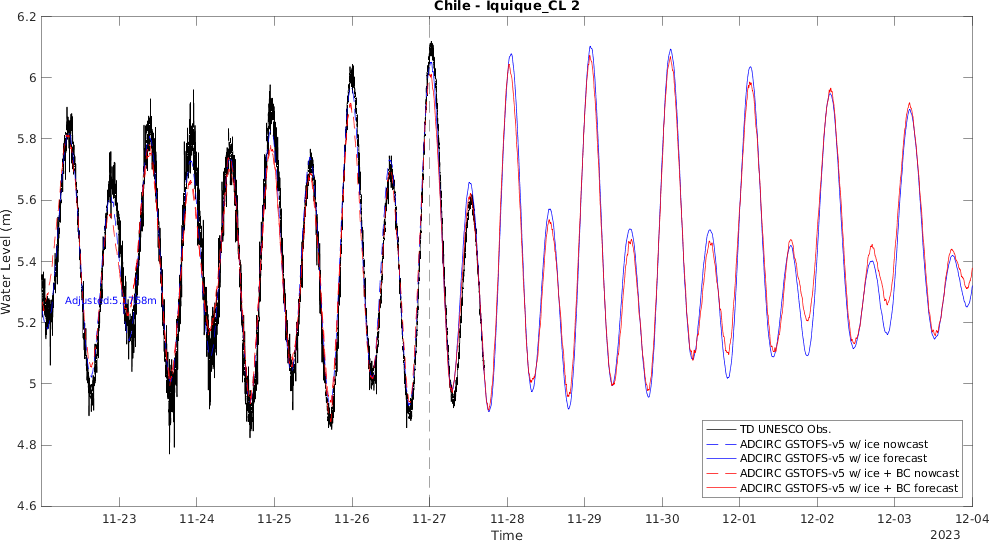 Chile - Iquique_CL 2
Water Level (m)
6.2
6
5.8
5.6
5.4
5.2
5
4.8
4.6
TD UNESCO Obs.
ADCIRC GSTOFS-v5 w/ ice nowcast
ADCIRC GSTOFS-v5 w/ ice forecast
ADCIRC GSTOFS-v5 w/ ice + BC nowcast
ADCIRC GSTOFS-v5 w/ ice + BC forecast
11-23 11-24 11-25 11-26 11-27 11-28 11-29 11-30 12-01 12-02 12-03 12-04
Time
2023